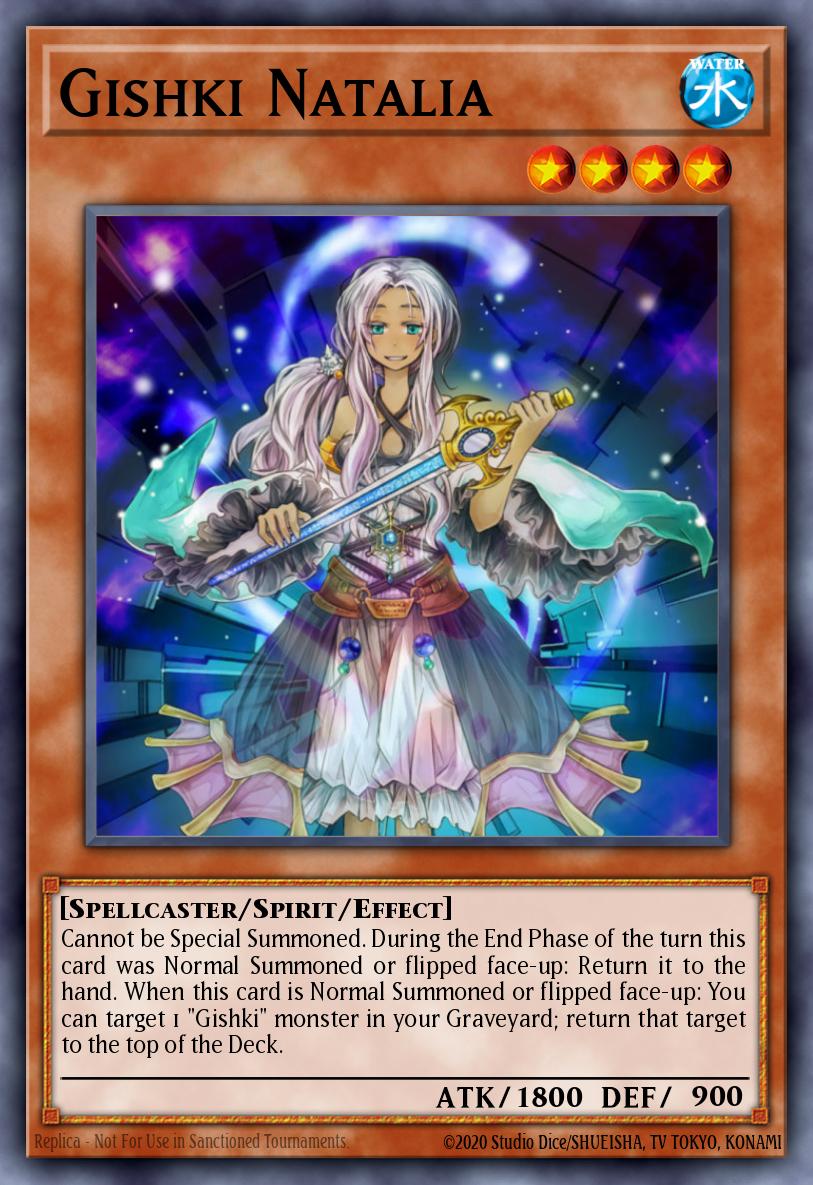 Gishki Natalia
WATER
水
[Spellcaster/Spirit/Effect]
Cannot be Special Summoned. During the End Phase of the turn this
card was Normal Summoned or flipped face-up: Return it to the
hand. When this card is Normal Summoned or flipped face-up: You
can target 1 "Gishki" monster in your Graveyard; return that target
to the top of the Deck.
ATK/1800 DEF/ 900
Replica - Not For Use in Sanctioned Tournaments.
©2020 Studio Dice/SHUEISHA, TV TOKYO, KONAMI